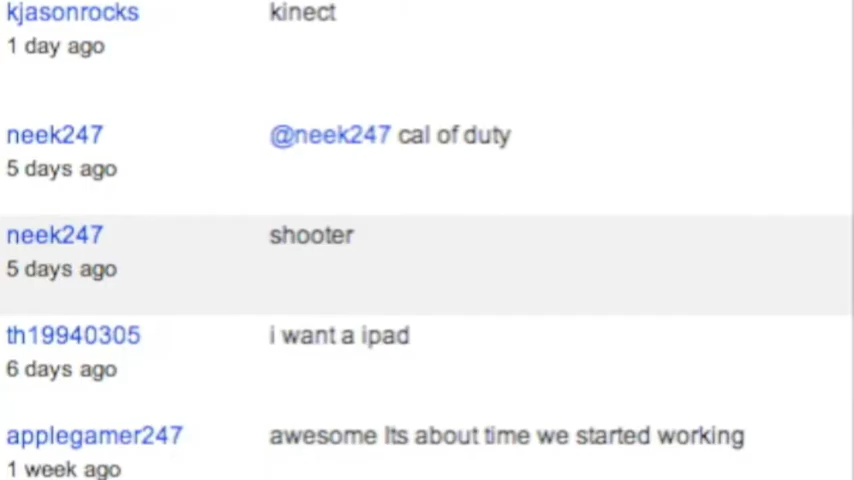 kjasonrocks kinect
1 day ago
neek247 @neek247 cal of duty
5 days ago
neek247 shooter
5 days ago
th19940305 i want a ipad
6 days ago
applegamer247 awesome Its about time we started working
1 week ago